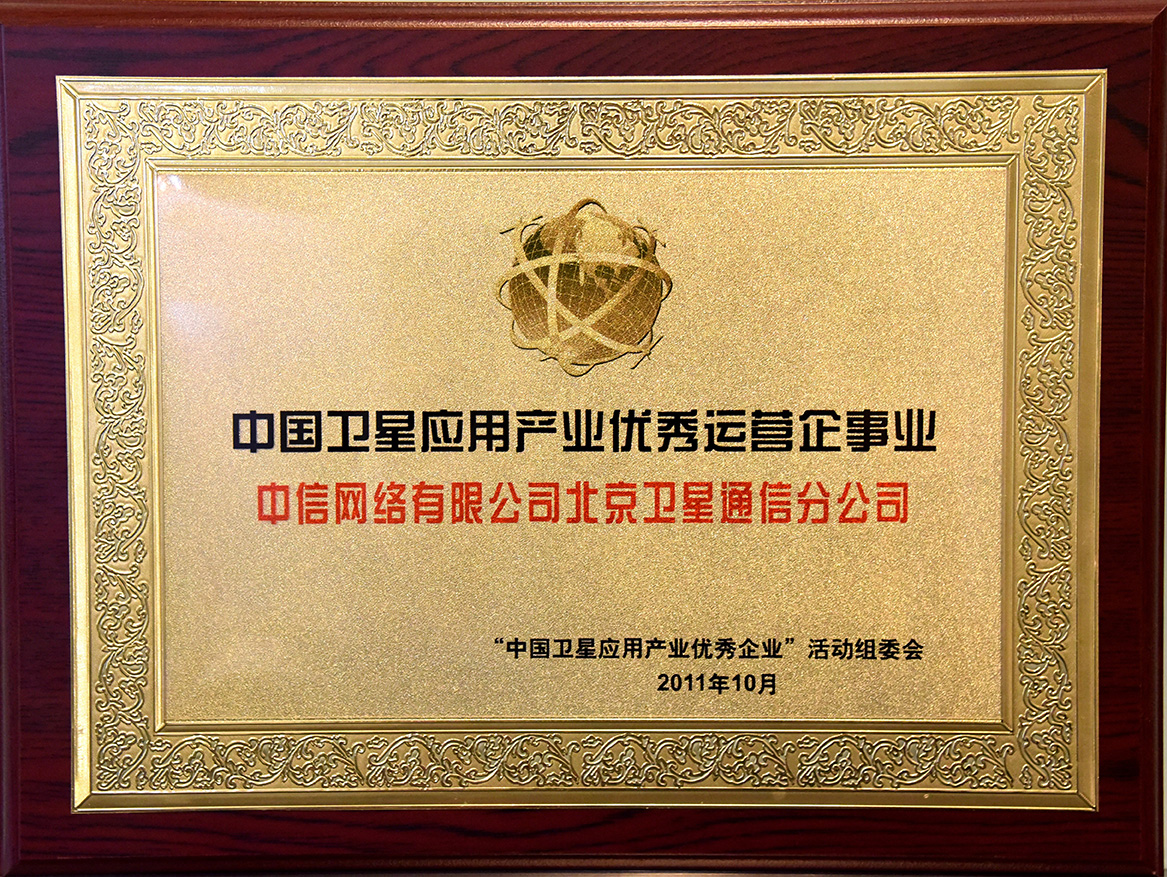 中国卫星应用产业优秀运营企事业
中信网络有限公司北京卫星通信分公司
“中国卫星应用产业优秀企业”活动组委会
2011年10月